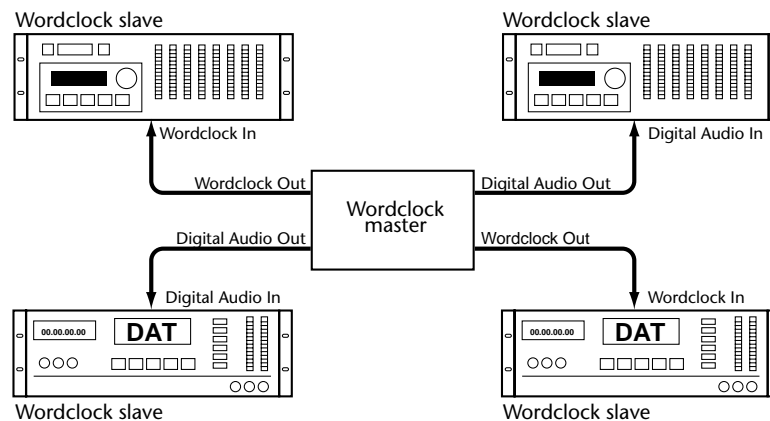 Wordclock slave
Wordclock slave
Wordclock In
Digital Audio In
Wordclock Out
Digital Audio Out
Wordclock
master
Digital Audio Out
Wordclock Out
Digital Audio In
Wordclock In
00.00.00.00
DAT
00.00.00.00
DAT
Wordclock slave
Wordclock slave